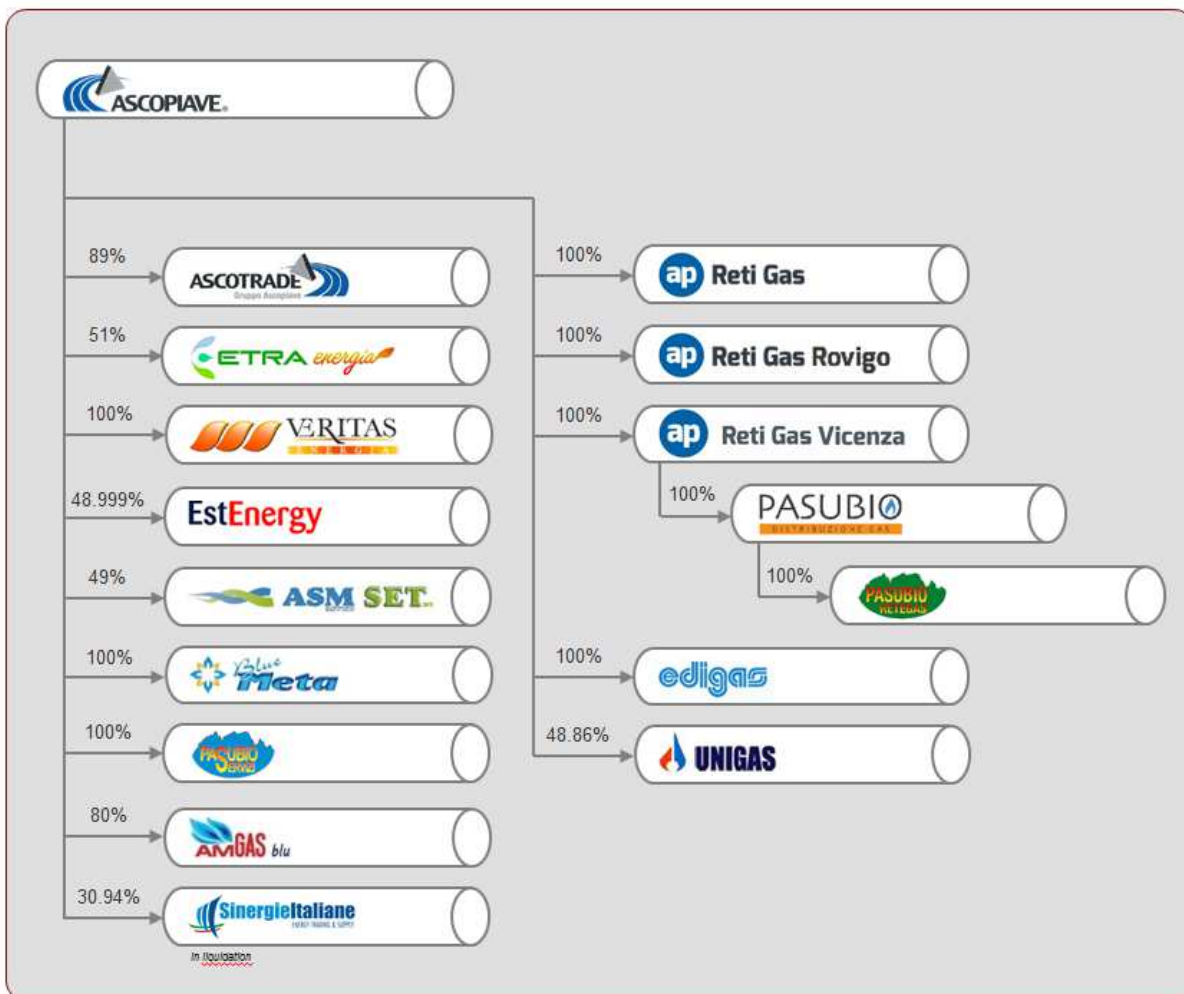 ASCOPIAVE®
89%
ASCOTRADE
Gruppo Ascopiave
51%
ETRA energia
100%
VERITAS
ENERGIA
48.999%
EstEnergy
49%
ASM SET
100%
Blue
Meta
100%
PASUBIO
SERVIZI
80%
AMGAS blu
30.94%
SinergieItaliane
ENERGY TRADING & SUPPLY
In liquidation
100%
ap Reti Gas
100%
ap Reti Gas Rovigo
100%
ap Reti Gas Vicenza
100%
PASUBIO
DISTRIBUZIONE GAS
100%
PASUBIO
RETEGAS
100%
edigas
48.86%
UNIGAS